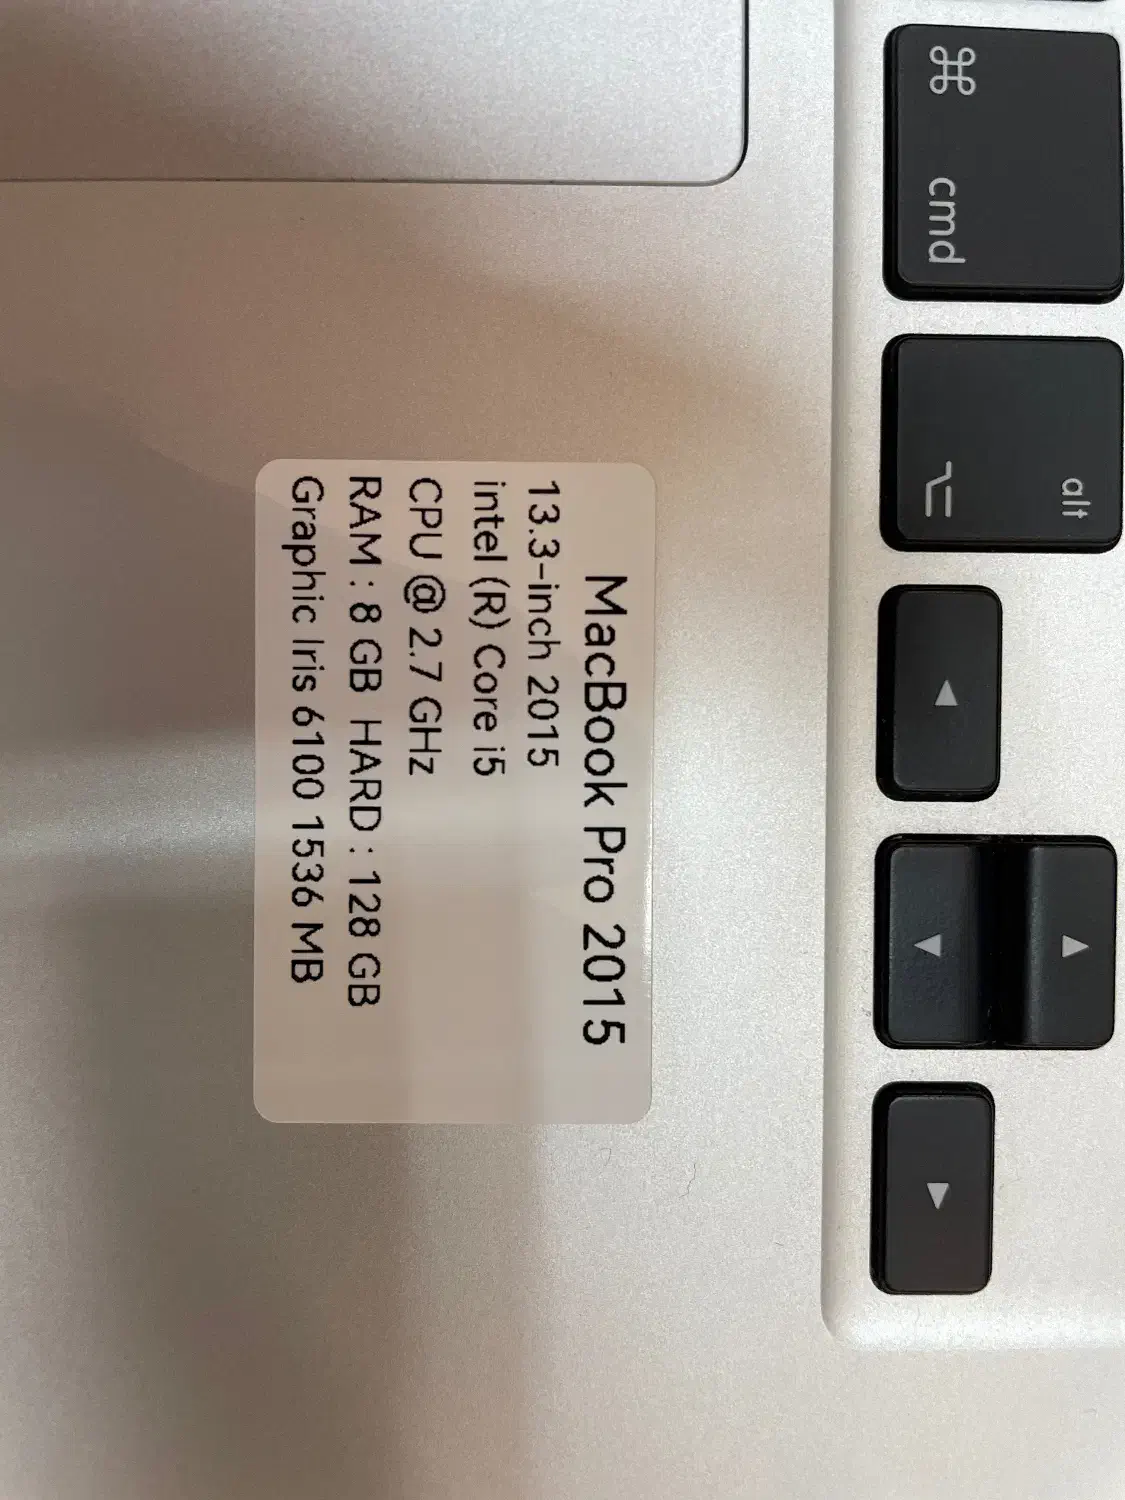 MacBook Pro 2015
13.3-inch 2015
intel (R) Core i5
CPU @ 2.7 GHz
RAM : 8 GB HARD : 128 GB
Graphic Iris 6100 1536 MB
⌘ cmd
alt
⌥
◀
▲
▼
▶